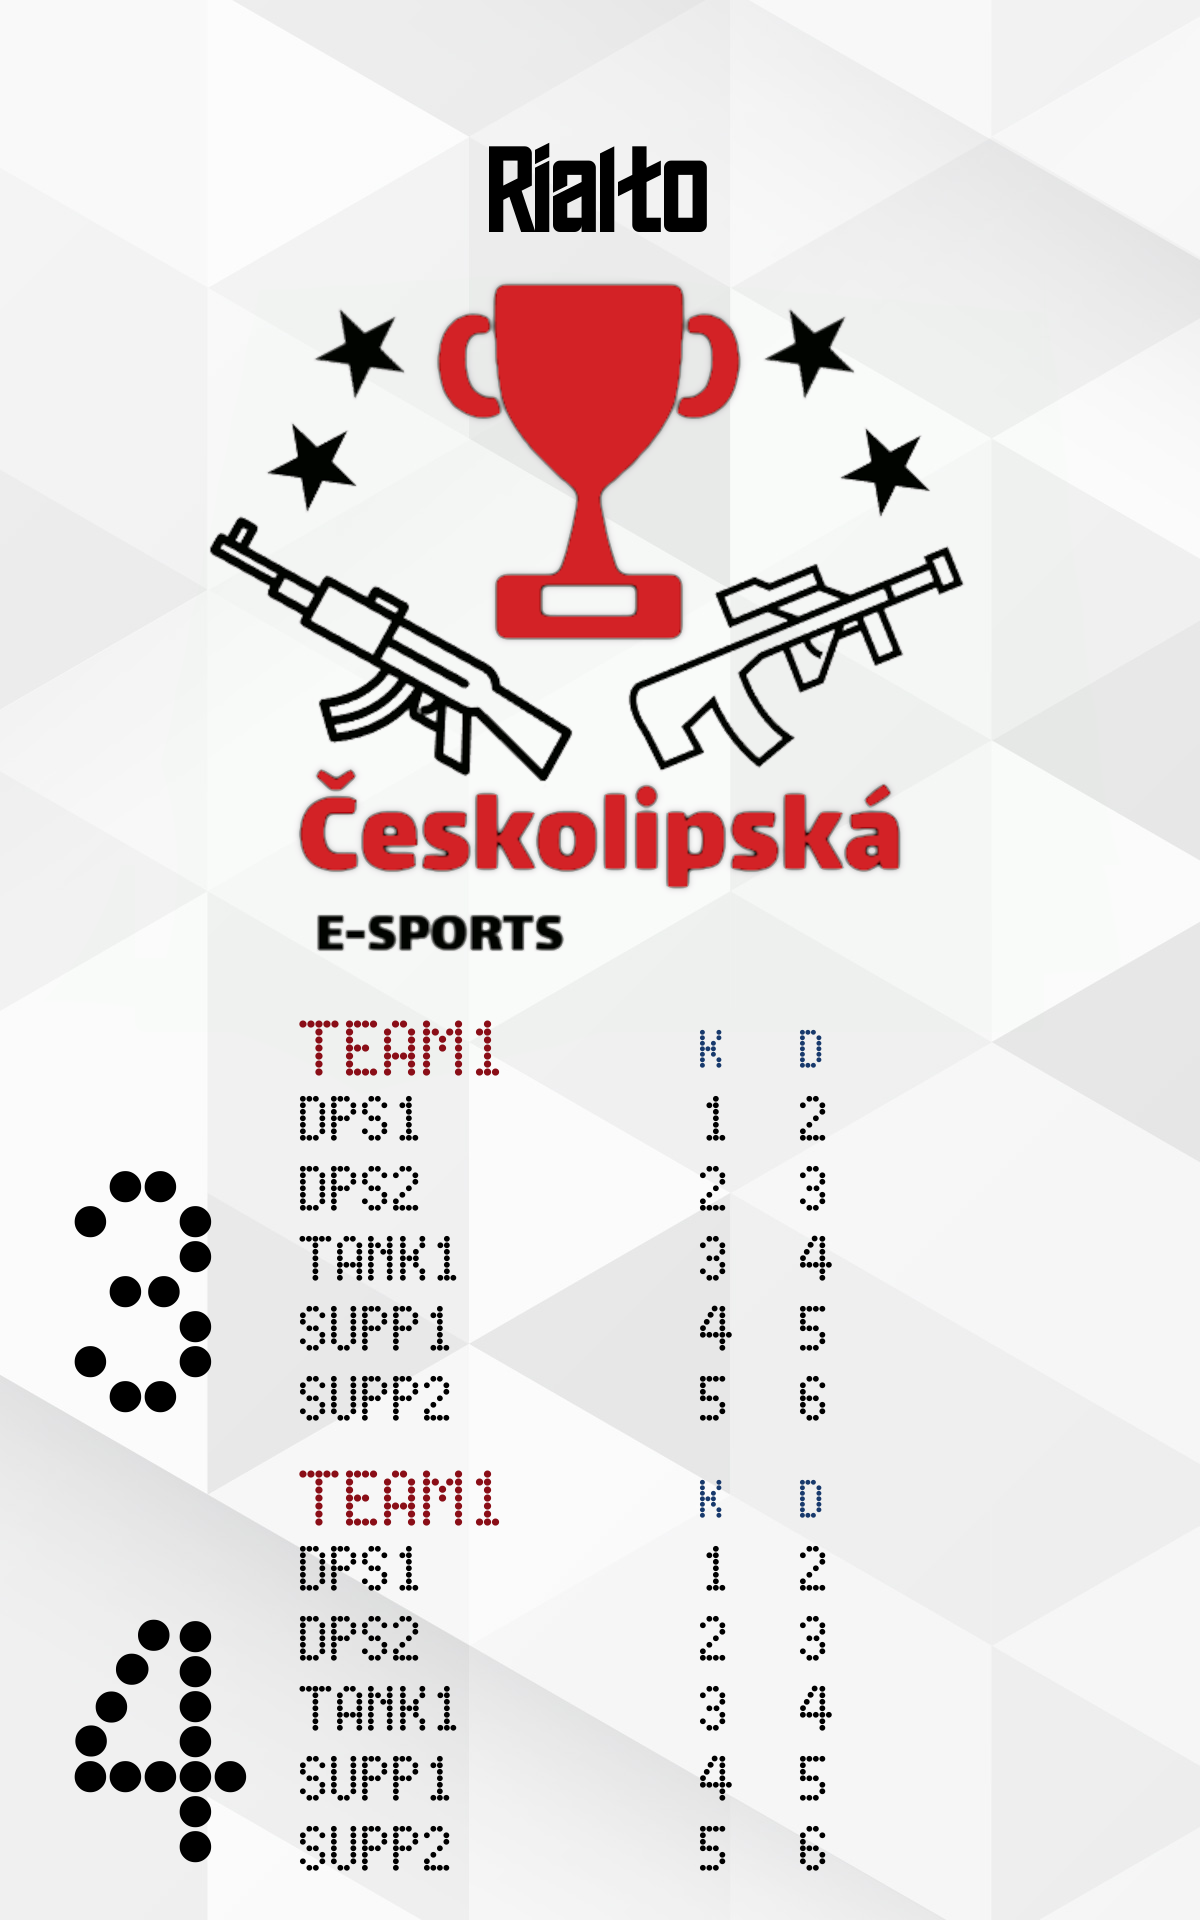 Rialto
Českolipská
E-SPORTS
TEAM1 K D
DPS1 1 2
DPS2 2 3
TANK1 3 4
SUPP1 4 5
SUPP2 5 6
3
TEAM1 K D
DPS1 1 2
DPS2 2 3
TANK1 3 4
SUPP1 4 5
SUPP2 5 6
4